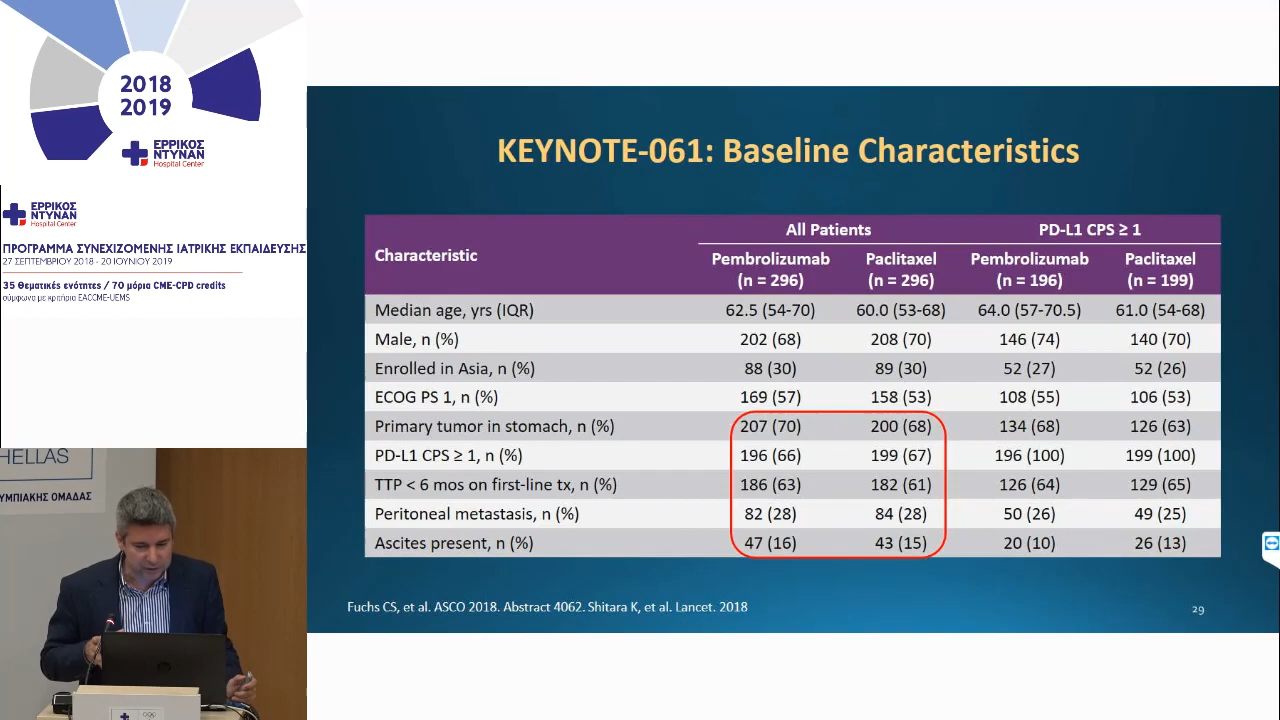 2018
2019
ΕΡΡΙΚΟΣ
ΝΤΥΝΑΝ
Hospital Center
ΕΡΡΙΚΟΣ
ΝΤΥΝΑΝ
Hospital Center
ΠΡΟΓΡΑΜΜΑ ΣΥΝΕΧΙΖΟΜΕΝΗΣ ΙΑΤΡΙΚΗΣ ΕΚΠΑΙΔΕΥΣΗΣ
27 ΣΕΠΤΕΜΒΡΙΟΥ 2018 - 20 ΙΟΥΝΙΟΥ 2019
35 θεματικές ενότητες / 70 μόρια CME-CPD credits
σύμφωνα με κριτήρια EACCME-UEMS
HELLAS
ΥΜΠΙΑΚΗΣ ΟΜΑΔΑΣ
KEYNOTE-061: Baseline Characteristics
Characteristic All Patients PD-L1 CPS ≥ 1
Pembrolizumab (n = 296) Paclitaxel (n = 296) Pembrolizumab (n = 196) Paclitaxel (n = 199)
Median age, yrs (IQR) 62.5 (54-70) 60.0 (53-68) 64.0 (57-70.5) 61.0 (54-68)
Male, n (%) 202 (68) 208 (70) 146 (74) 140 (70)
Enrolled in Asia, n (%) 88 (30) 89 (30) 52 (27) 52 (26)
ECOG PS 1, n (%) 169 (57) 158 (53) 108 (55) 106 (53)
Primary tumor in stomach, n (%) 207 (70) 200 (68) 134 (68) 126 (63)
PD-L1 CPS ≥ 1, n (%) 196 (66) 199 (67) 196 (100) 199 (100)
TTP < 6 mos on first-line tx, n (%) 186 (63) 182 (61) 126 (64) 129 (65)
Peritoneal metastasis, n (%) 82 (28) 84 (28) 50 (26) 49 (25)
Ascites present, n (%) 47 (16) 43 (15) 20 (10) 26 (13)
Fuchs CS, et al. ASCO 2018. Abstract 4062. Shitara K, et al. Lancet. 2018
29